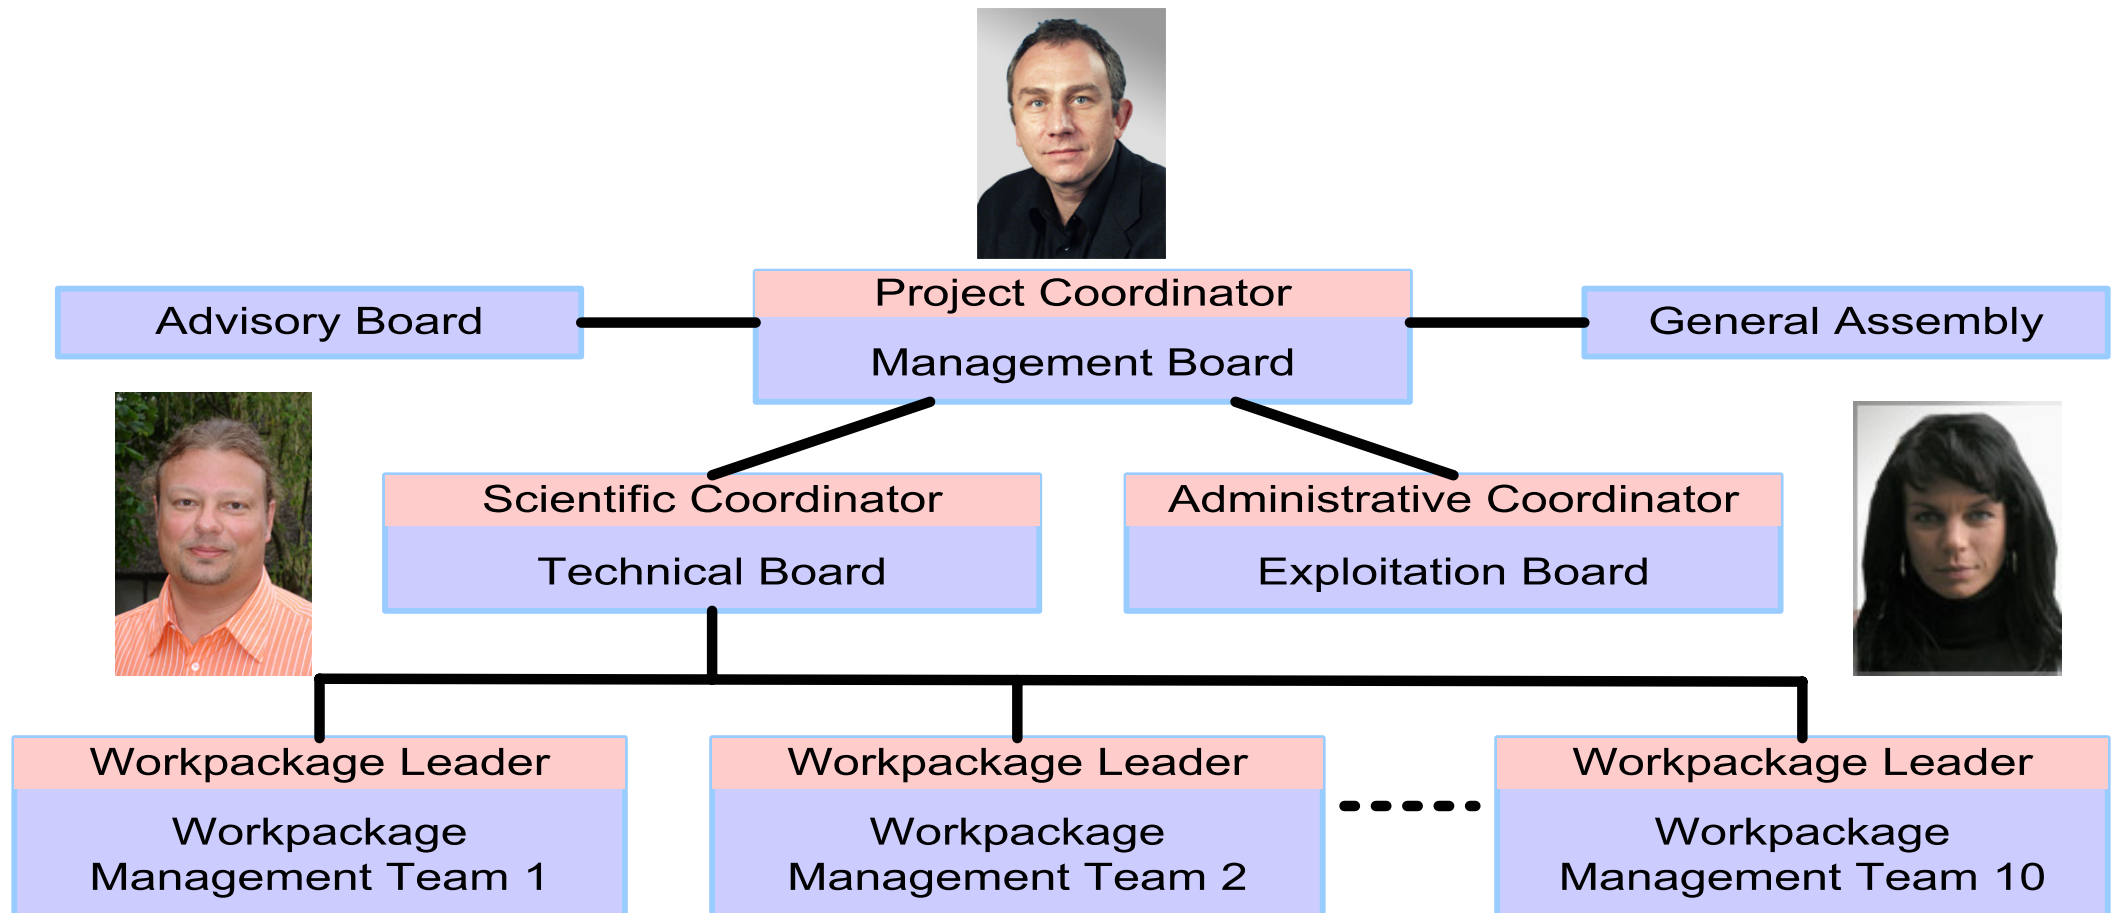 Project Coordinator
Advisory Board
Management Board
General Assembly
Scientific Coordinator
Technical Board
Administrative Coordinator
Exploitation Board
Workpackage Leader
Workpackage
Management Team 1
Workpackage Leader
Workpackage
Management Team 2
Workpackage Leader
Workpackage
Management Team 10